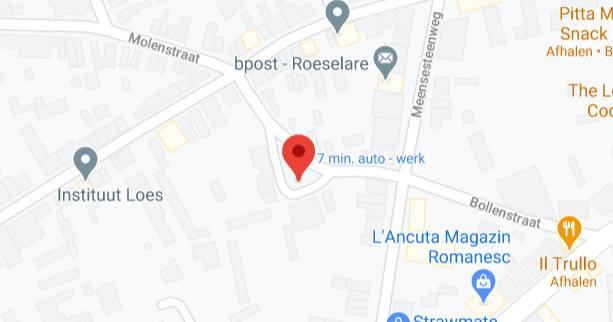 Pitta M
Snack
Afhalen • B
Molenstraat
bpost - Roeselare
Meensesteenweg
The L
Coc
7 min. auto - werk
Instituut Loes
Bollenstraat
L'Ancuta Magazin
Romanesc
Il Trullo
Afhalen
Strawmate